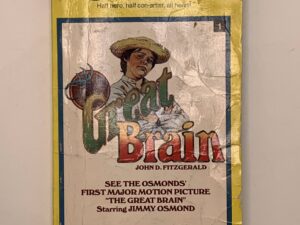 Half hero, half con-artist, all heart!
Great
Brain
JOHN D. FITZGERALD
SEE THE OSMONDS'
FIRST MAJOR MOTION PICTURE
"THE GREAT BRAIN"
Starring JIMMY OSMOND